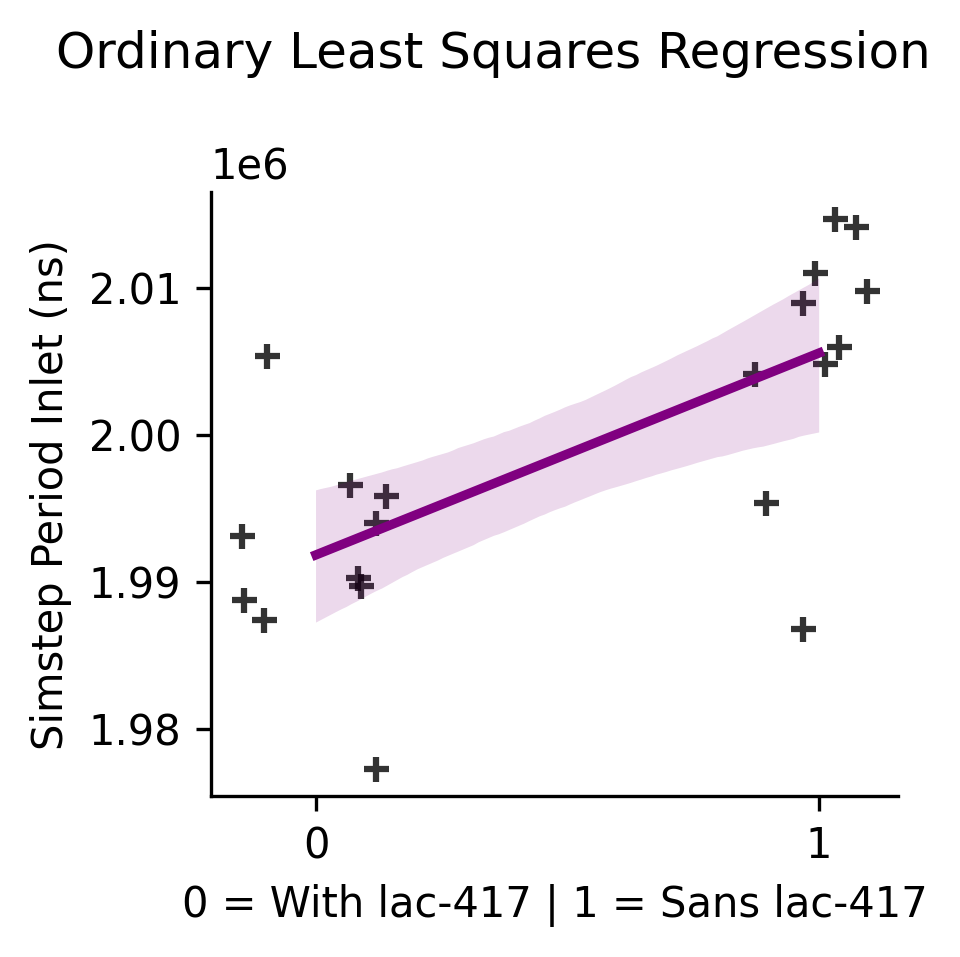 Ordinary Least Squares Regression
1e6
Simstep Period Inlet (ns)
2.01
2.00
1.99
1.98
0 1
0 = With lac-417 | 1 = Sans lac-417